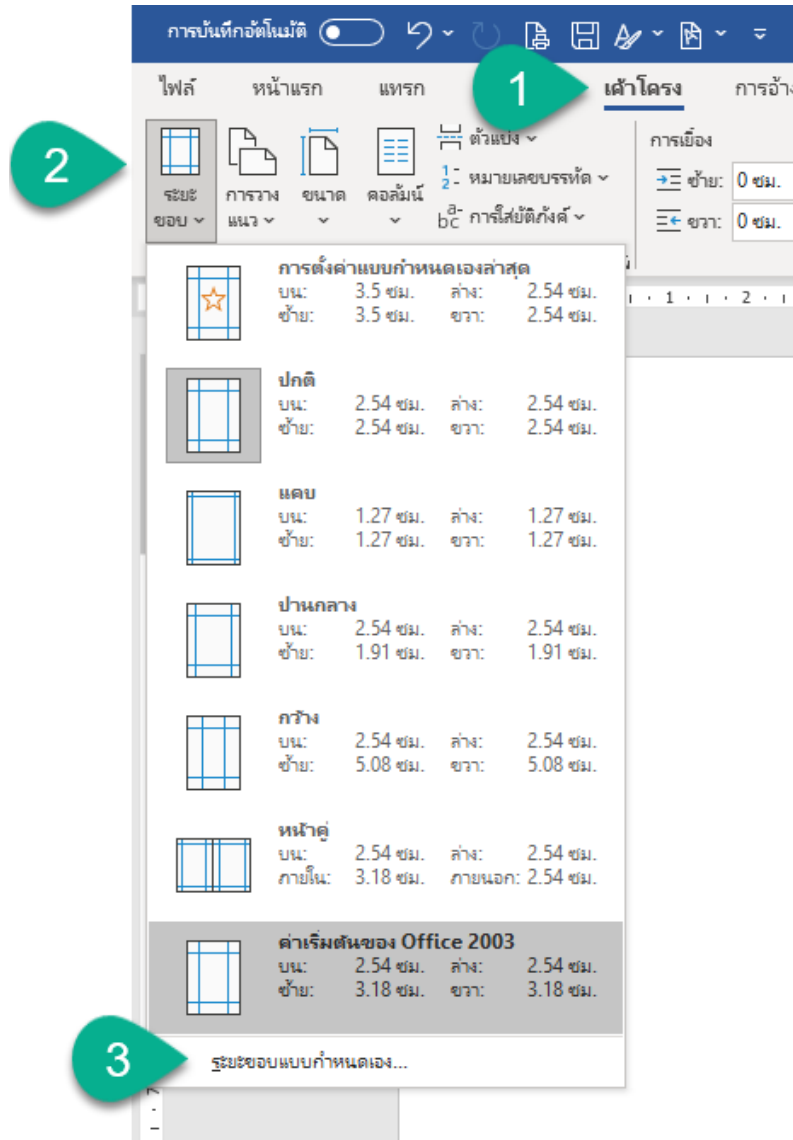 การบันทึกอัตโนมัติ
ไฟล์ หน้าแรก แทรก เค้าโครง การอ้าง
1
2
ระยะขอบ
การวางแนว
ขนาด
คอลัมน์
ตัวแบ่ง
หมายเลขบรรทัด
การใส่ยัติภังค์
การเยื้อง
ซ้าย: 0 ซม.
ขวา: 0 ซม.
1 2
การตั้งค่าแบบกำหนดเองล่าสุด
บน: 3.5 ซม. ล่าง: 2.54 ซม.
ซ้าย: 3.5 ซม. ขวา: 2.54 ซม.
ปกติ
บน: 2.54 ซม. ล่าง: 2.54 ซม.
ซ้าย: 2.54 ซม. ขวา: 2.54 ซม.
แคบ
บน: 1.27 ซม. ล่าง: 1.27 ซม.
ซ้าย: 1.27 ซม. ขวา: 1.27 ซม.
ปานกลาง
บน: 2.54 ซม. ล่าง: 2.54 ซม.
ซ้าย: 1.91 ซม. ขวา: 1.91 ซม.
กว้าง
บน: 2.54 ซม. ล่าง: 2.54 ซม.
ซ้าย: 5.08 ซม. ขวา: 5.08 ซม.
หน้าคู่
บน: 2.54 ซม. ล่าง: 2.54 ซม.
ภายใน: 3.18 ซม. ภายนอก: 2.54 ซม.
ค่าเริ่มต้นของ Office 2003
บน: 2.54 ซม. ล่าง: 2.54 ซม.
ซ้าย: 3.18 ซม. ขวา: 3.18 ซม.
3
ระยะขอบแบบกำหนดเอง...